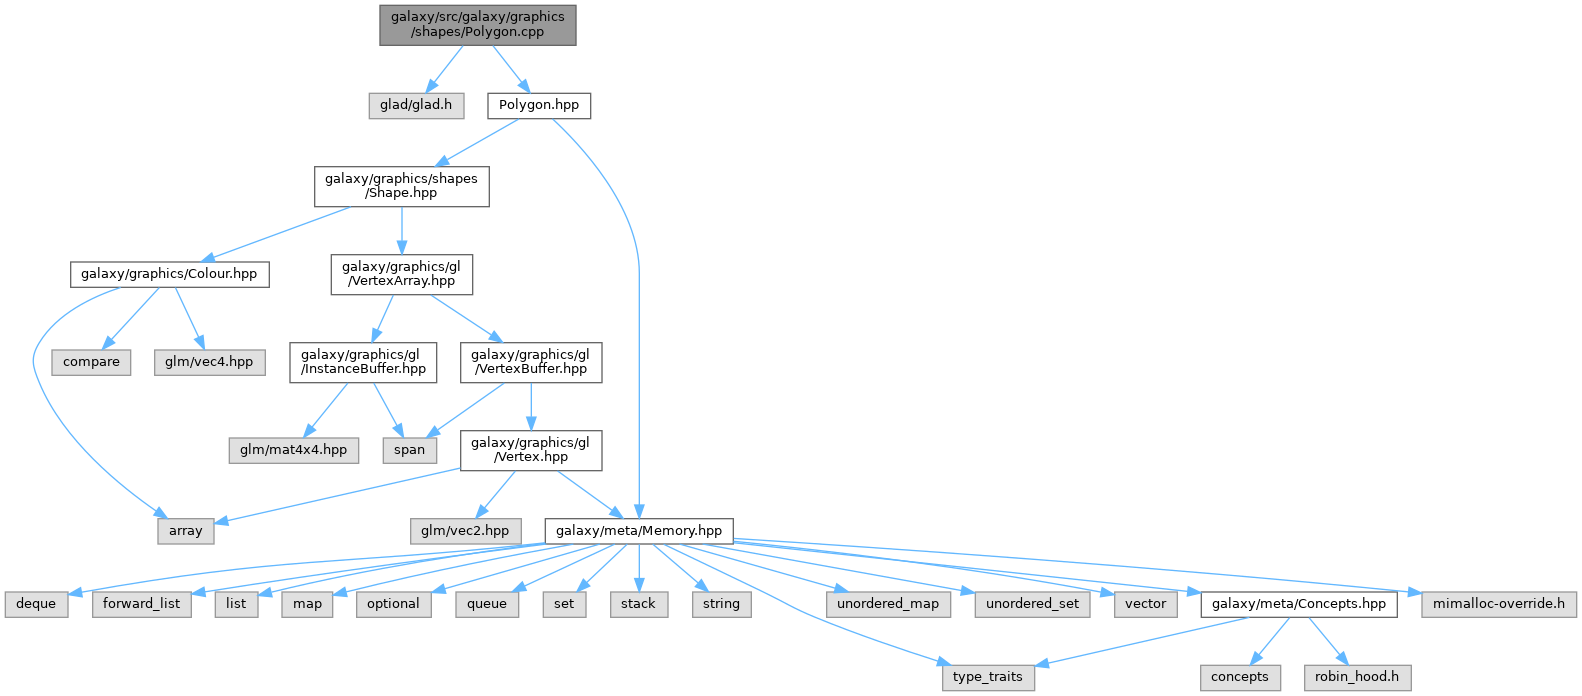 galaxy/src/galaxy/graphics
/shapes/Polygon.cpp
glad/glad.h
Polygon.hpp
galaxy/graphics/shapes
/Shape.hpp
galaxy/graphics/Colour.hpp
galaxy/graphics/gl
/VertexArray.hpp
compare
glm/vec4.hpp
galaxy/graphics/gl
/InstanceBuffer.hpp
galaxy/graphics/gl
/VertexBuffer.hpp
glm/mat4x4.hpp
span
galaxy/graphics/gl
/Vertex.hpp
array
glm/vec2.hpp
galaxy/meta/Memory.hpp
deque
forward_list
list
map
optional
queue
set
stack
string
unordered_map
unordered_set
vector
galaxy/meta/Concepts.hpp
mimalloc-override.h
type_traits
concepts
robin_hood.h